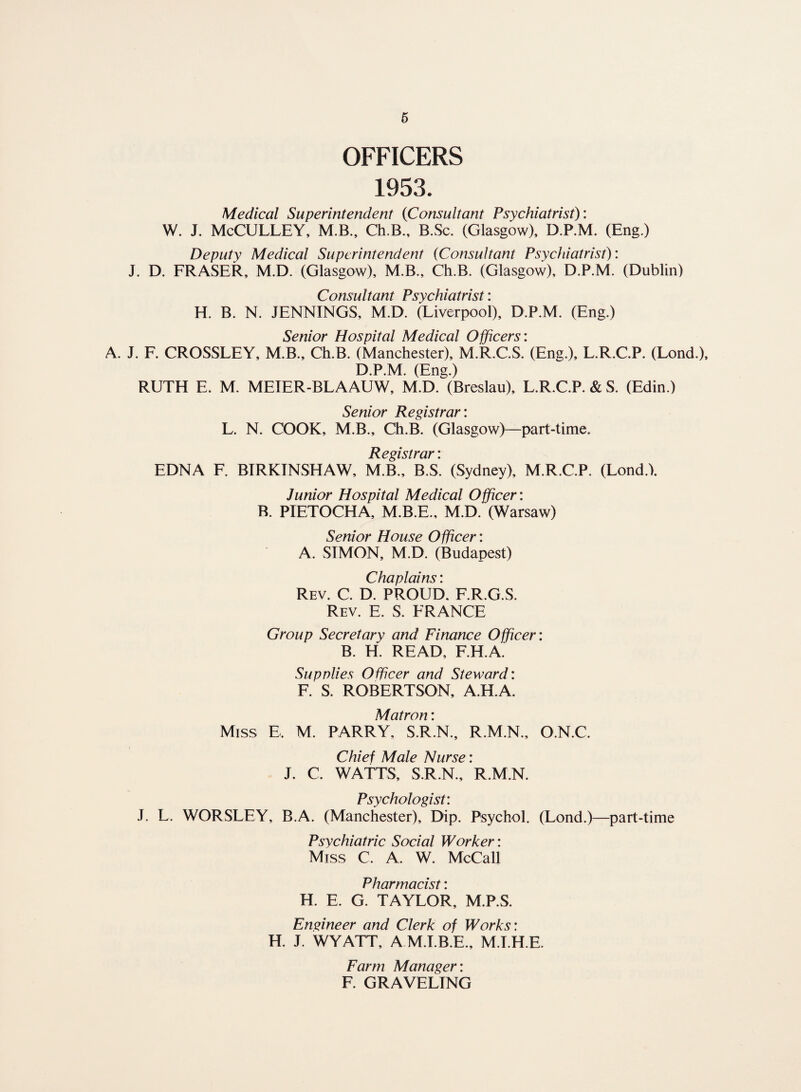 5
OFFICERS
1953.
Medical Superintendent (Consultant Psychiatrist):
W. J. McCULLEY, M.B., Ch.B., B.Sc. (Glasgow), D.P.M. (Eng.)
Deputy Medical Superintendent (Consultant Psychiatrist):
J. D. FRASER, M.D. (Glasgow), M.B., Ch.B. (Glasgow), D.P.M. (Dublin)
Consultant Psychiatrist:
H. B. N. JENNINGS, M.D. (Liverpool), D.P.M. (Eng.)
Senior Hospital Medical Officers:
A. J. F. CROSSLEY, M.B., Ch.B. (Manchester), M.R.C.S. (Eng.), L.R.C.P. (Lond.),
D.P.M. (Eng.)
RUTH E. M. MEIER-BLAAUW, M.D. (Breslau), L.R.C.P. & S. (Edin.)
Senior Registrar:
L. N. COOK, M.B., Ch.B. (Glasgow)—part-time.
Registrar:
EDNA F. BIRKINSHAW, M.B., B.S. (Sydney), M.R.C.P. (Lond.).
Junior Hospital Medical Officer:
B. PIETOCHA, M.B.E., M.D. (Warsaw)
Senior House Officer:
A. SIMON, M.D. (Budapest)
Chaplains:
REV. C. D. PROUD, F.R.G.S.
REV. E. S. FRANCE
Group Secretary and Finance Officer:
B. H. READ, F.H.A.
Supplies Officer and Steward:
F. S. ROBERTSON, A.H.A.
Matron:
MISS E. M. PARRY, S.R.N., R.M.N., O.N.C.
Chief Male Nurse:
J. C. WATTS, S.R.N., R.M.N.
Psychologist:
J. L. WORSLEY, B.A. (Manchester), Dip. Psychol. (Lond.)—part-time
Psychiatric Social Worker:
MISS C. A. W. McCall
Pharmacist:
H. E. G. TAYLOR, M.P.S.
Engineer and Clerk of Works:
H. J. WYATT, A.M.I.B.E., M.I.H.E.
Farm Manager:
F. GRAVELING